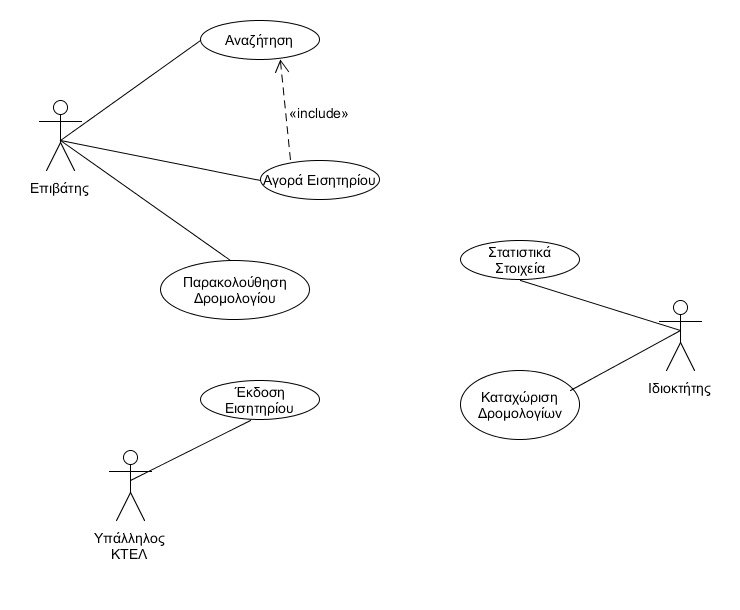 Αναζήτηση
«include»
Αγορά Εισητηρίου
Επιβάτης
Παρακολούθηση
Δρομολογίου
Στατιστικά
Στοιχεία
Ιδιοκτήτης
Καταχώριση
Δρομολογίων
Έκδοση
Εισητηρίου
Υπάλληλος
ΚΤΕΛ